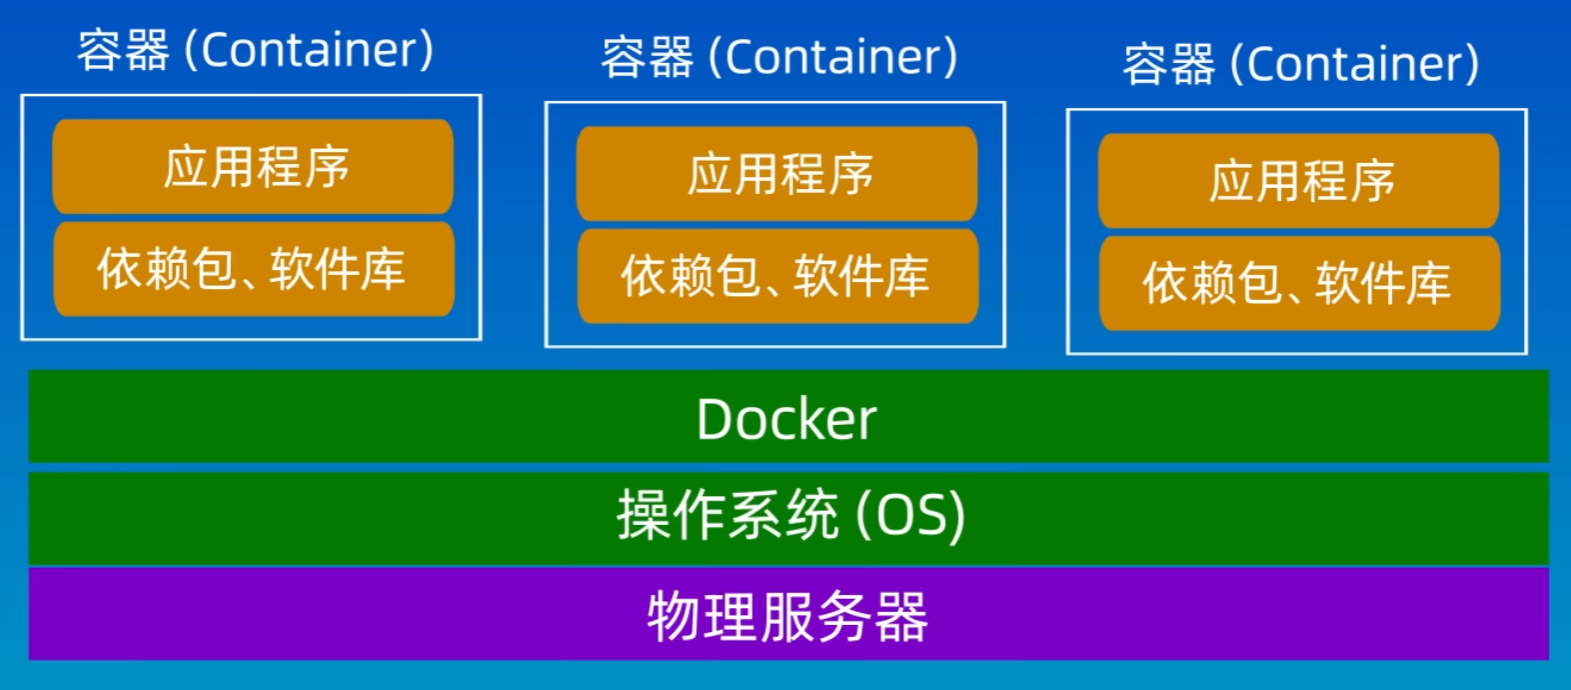 容器 (Container)
应用程序
依赖包、软件库
容器 (Container)
应用程序
依赖包、软件库
容器 (Container)
应用程序
依赖包、软件库
Docker
操作系统 (OS)
物理服务器